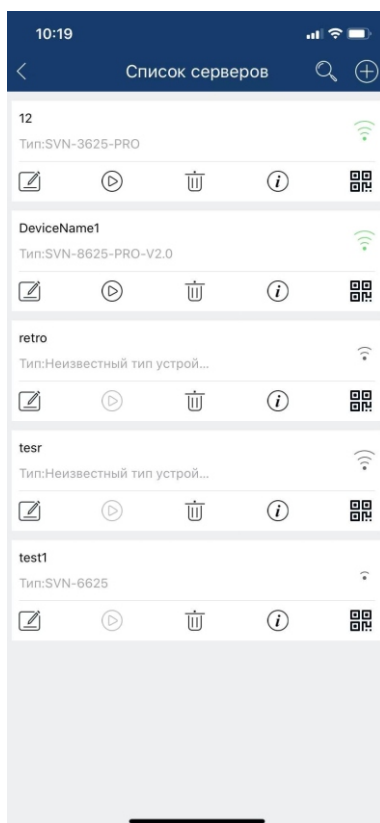 10:19
Список серверов
12
Тип:SVN-3625-PRO
DeviceName1
Тип:SVN-8625-PRO-V2.0
retro
Тип:Неизвестный тип устрой...
tesr
Тип:Неизвестный тип устрой...
test1
Тип:SVN-6625